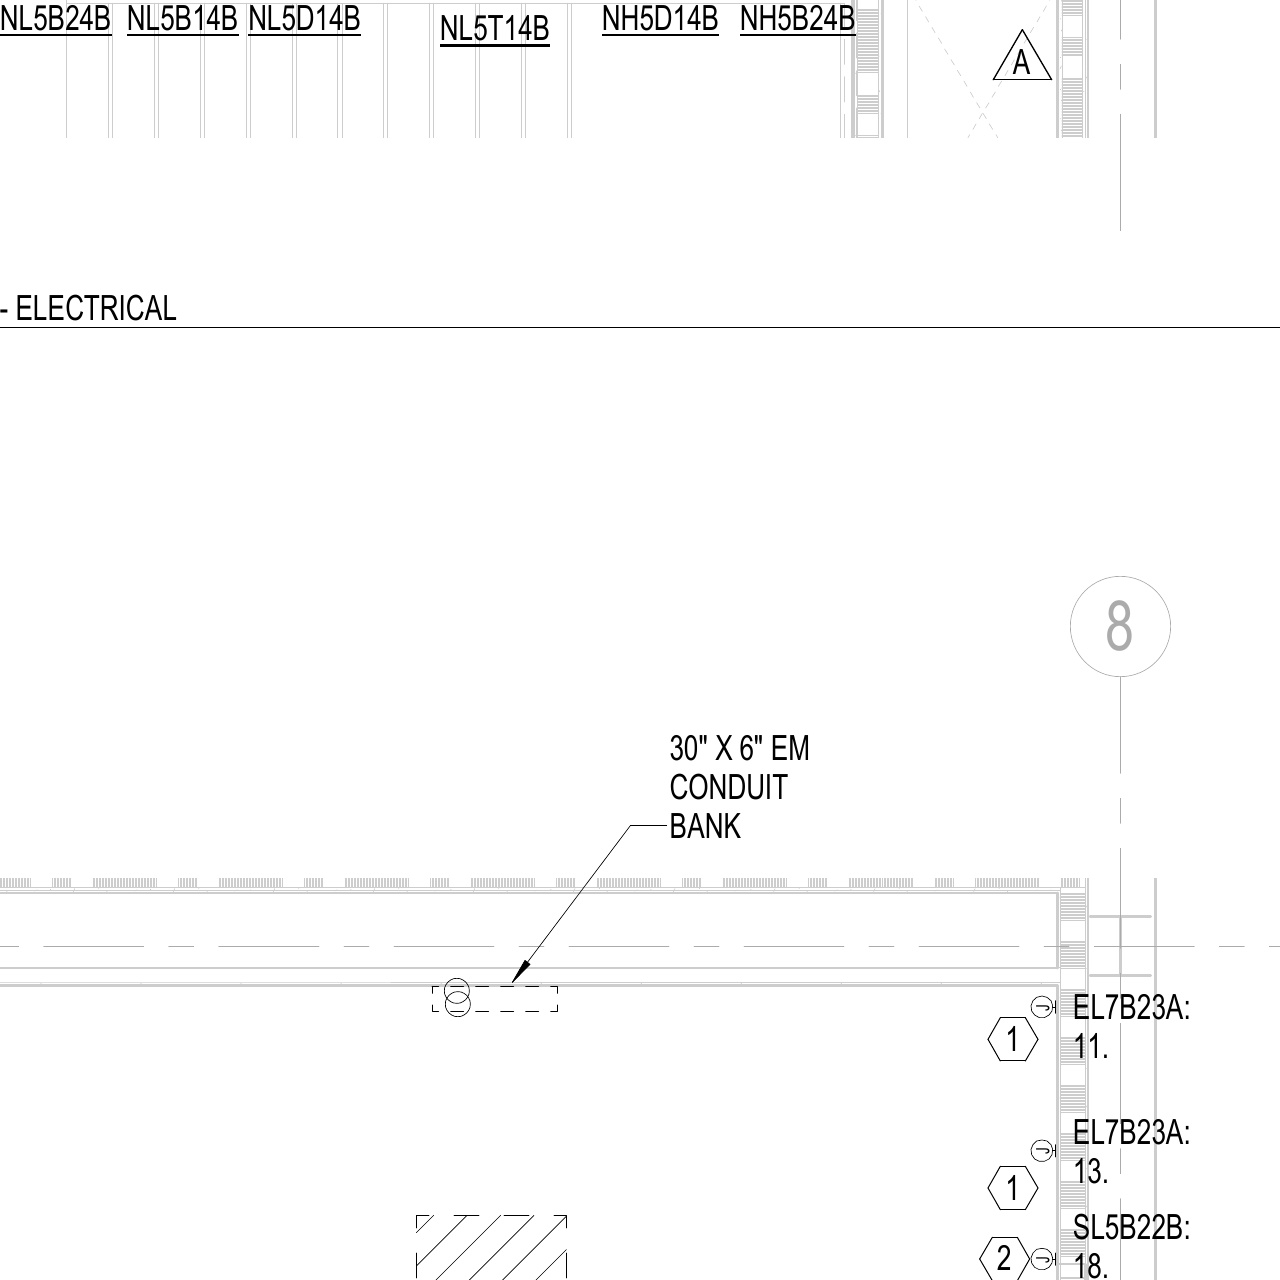 NL5B24B NL5B14B NL5D14B NL5T14B NH5D14B NH5B24B
A
- ELECTRICAL
8
30" X 6" EM
CONDUIT
BANK
J EL7B23A:
1 11.
J EL7B23A:
1 13.
SL5B22B:
2 J 18.